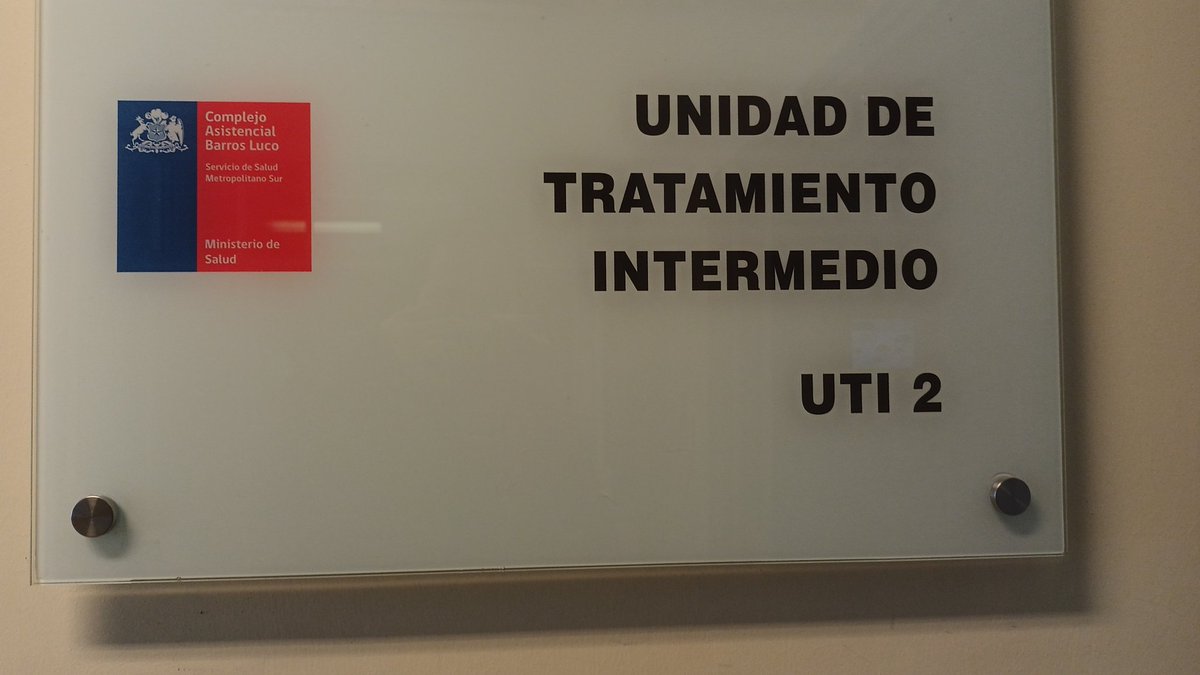 Complejo
Asistencial
Barros Luco
Servicio de Salud
Metropolitano Sur
Ministerio de
Salud
UNIDAD DE
TRATAMIENTO
INTERMEDIO
UTI 2